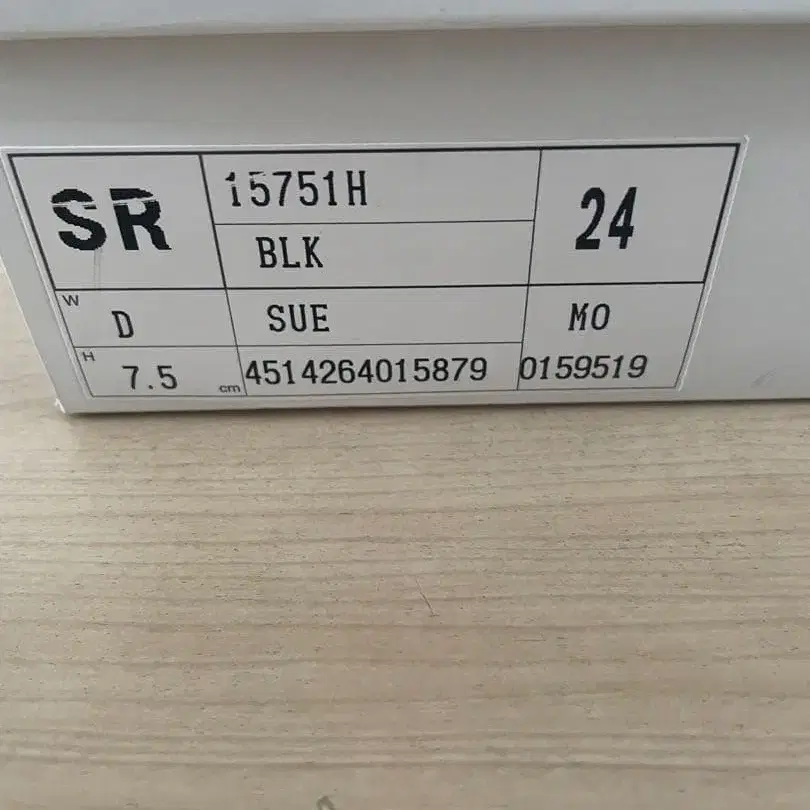 SR 15751H 24
BLK
W D SUE MO
H 7.5 cm 4514264015879 0159519